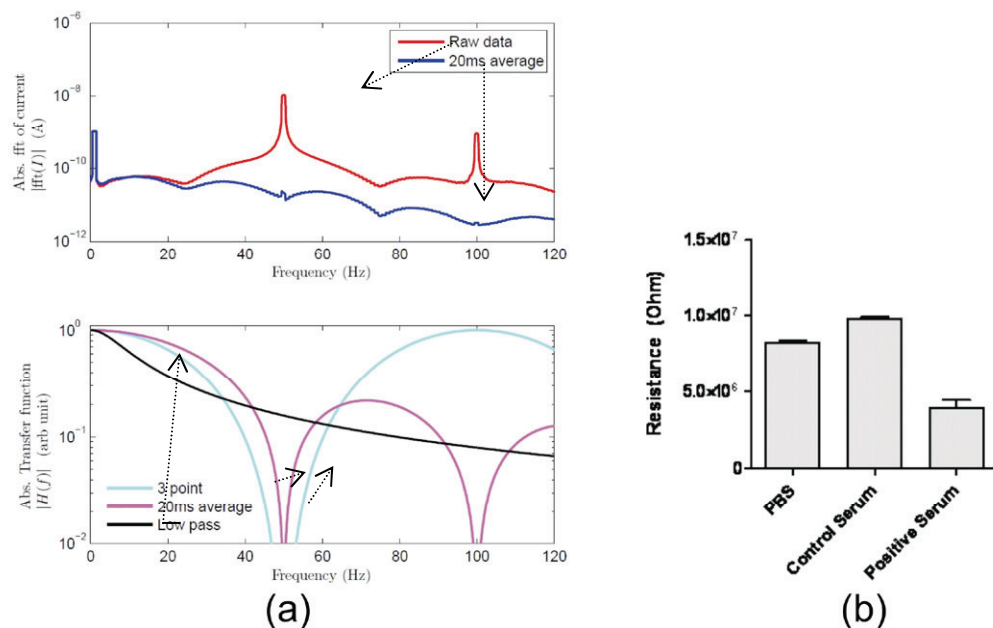 10^-6
10^-8
10^-10
10^-12
Abs. fft of current
|fft(I)| (A)
Raw data
20ms average
0 20 40 60 80 100 120
Frequency (Hz)
10^0
10^-1
10^-2
Abs. Transfer function
|H(f)| (arb unit)
3 point
20ms average
Low pass
0 20 40 60 80 100 120
Frequency (Hz)
(a)
1.5×10^7
1.0×10^7
5.0×10^6
0
Resistance (Ohm)
PBS
Control Serum
Positive Serum
(b)